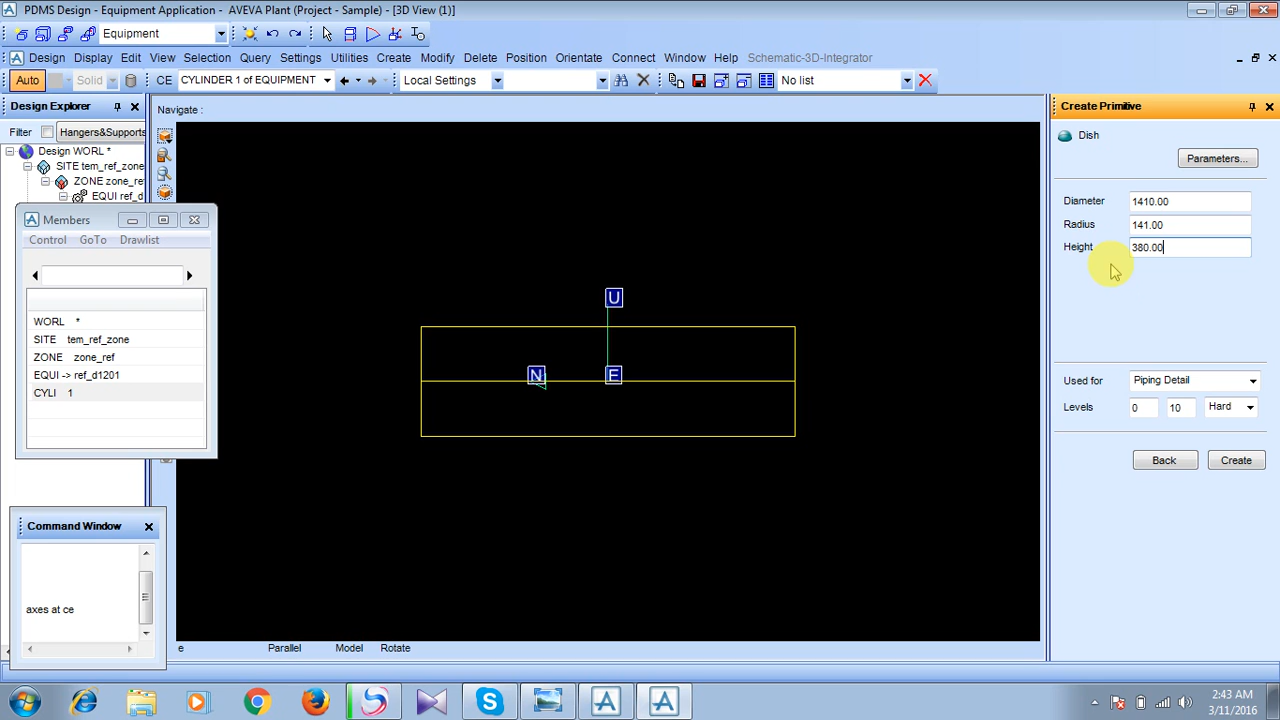 PDMS Design - Equipment Application - AVEVA Plant (Project - Sample) - [3D View (1)]
Equipment
Design Display Edit View Selection Query Settings Utilities Create Modify Delete Position Orientate Connect Window Help Schematic-3D-Integrator
Auto Solid CE CYLINDER 1 of EQUIPMENT Local Settings No list
Design Explorer
Filter Hangers&Supports
Design WORL *
SITE tem_ref_zone
ZONE zone_ref
EQUI ref_d
Members
Control GoTo Drawlist
WORL *
SITE tem_ref_zone
ZONE zone_ref
EQUI -> ref_d1201
CYLI 1
Command Window
axes at ce
Navigate :
U
N E
e Parallel Model Rotate
Create Primitive
Dish
Parameters...
Diameter 1410.00
Radius 141.00
Height 380.00
Used for Piping Detail
Levels 0 10 Hard
Back Create
2:43 AM
3/11/2016